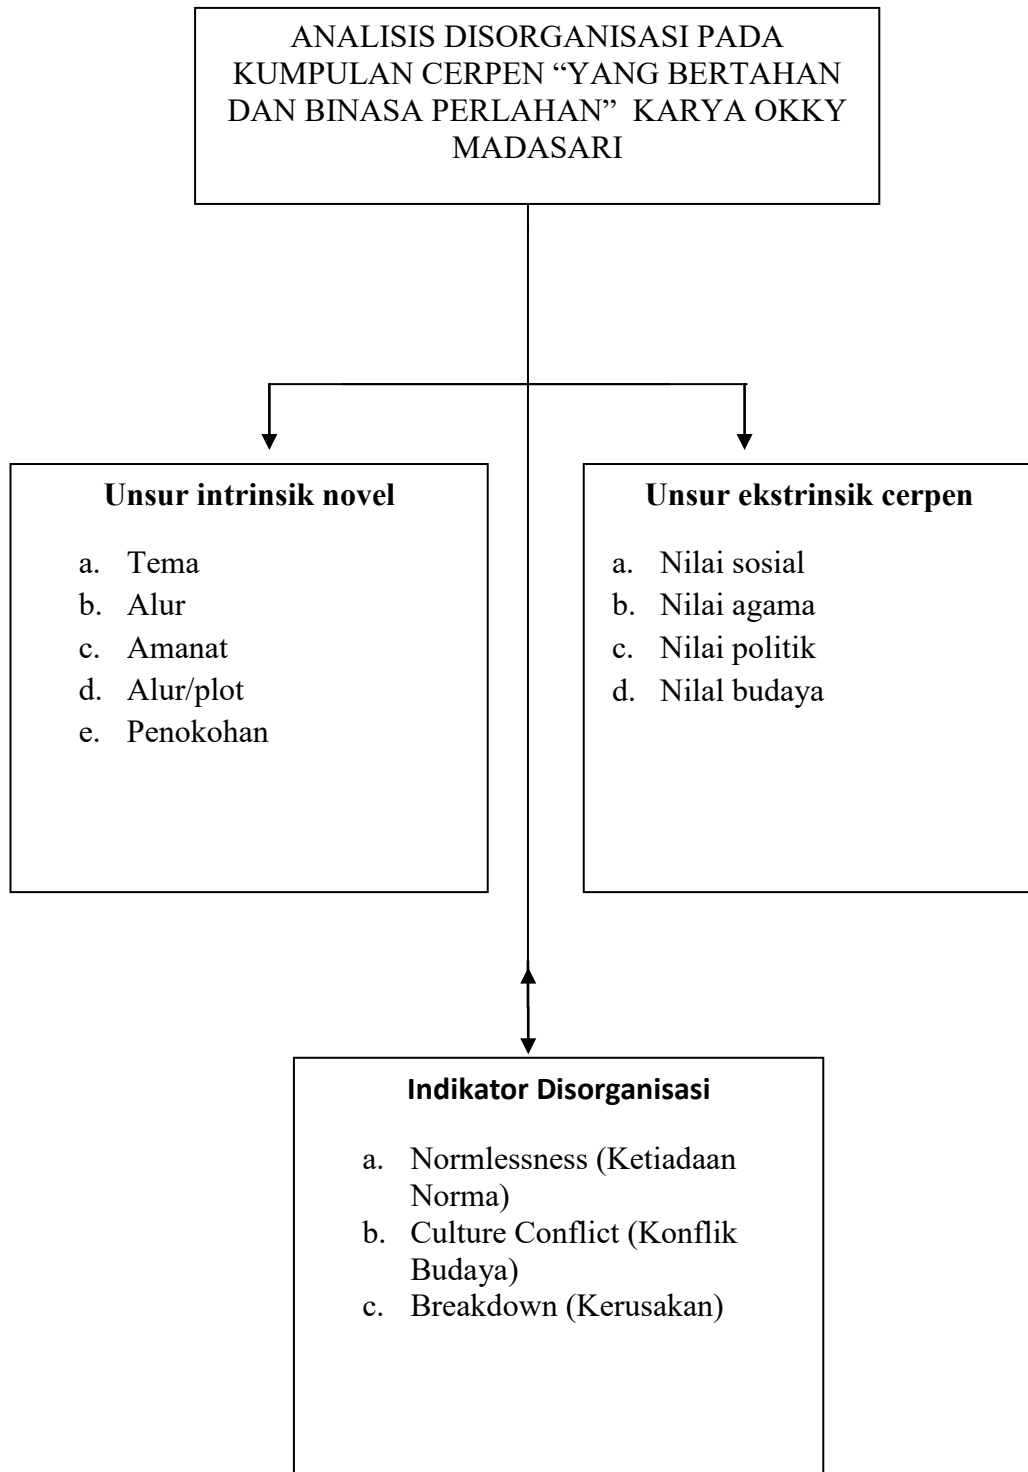 ANALISIS DISORGANISASI PADA
KUMPULAN CERPEN “YANG BERTAHAN
DAN BINASA PERLAHAN” KARYA OKKY
MADASARI
Unsur intrinsik novel
a. Tema
b. Alur
c. Amanat
d. Alur/plot
e. Penokohan
Unsur ekstrinsik cerpen
a. Nilai sosial
b. Nilai agama
c. Nilai politik
d. Nilal budaya
Indikator Disorganisasi
a. Normlessness (Ketiadaan
Norma)
b. Culture Conflict (Konflik
Budaya)
c. Breakdown (Kerusakan)